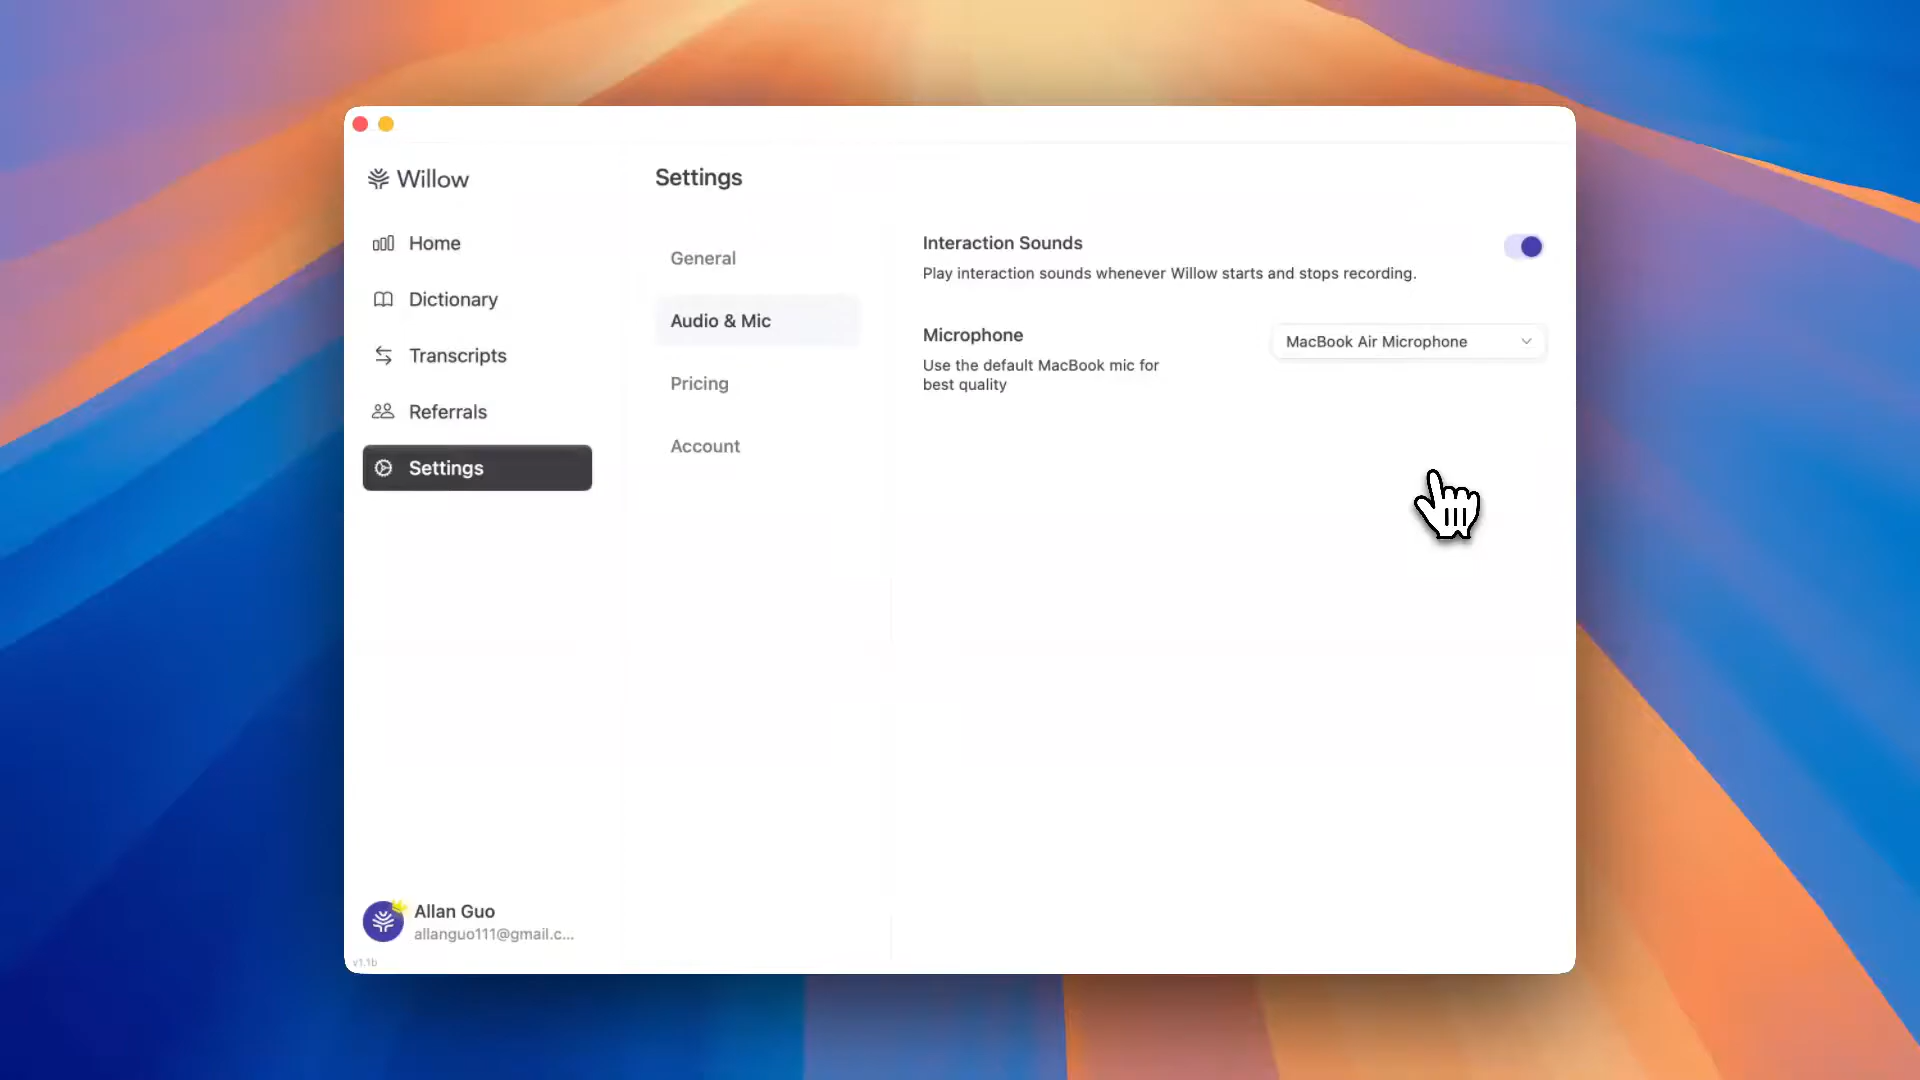 Willow
Home
Dictionary
Transcripts
Referrals
Settings
Allan Guo
allanguo111@gmail.c...
v1.1b
Settings
General
Audio & Mic
Pricing
Account
Interaction Sounds
Play interaction sounds whenever Willow starts and stops recording.
Microphone
Use the default MacBook mic for
best quality
MacBook Air Microphone